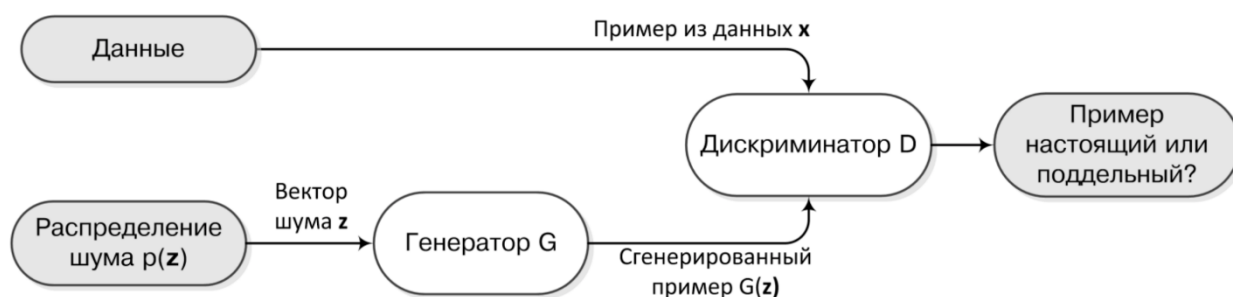 Данные
Пример из данных x
Дискриминатор D
Пример
настоящий или
поддельный?
Распределение
шума p(z)
Вектор
шума z
Генератор G
Сгенерированный
пример G(z)